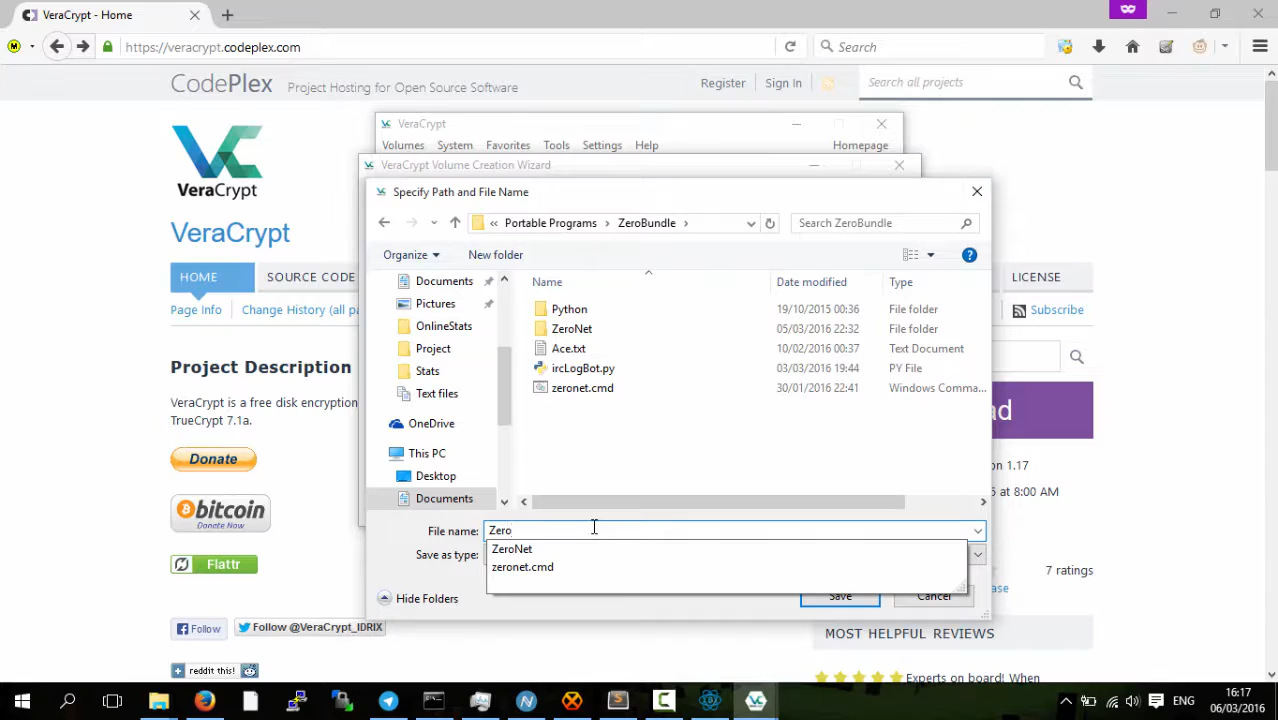 VeraCrypt - Home
https://veracrypt.codeplex.com
Search
CodePlex Project Hosting for Open Source Software
Register
Sign In
Search all projects
VeraCrypt
VeraCrypt
Volumes System Favorites Tools Settings Help Homepage
VeraCrypt Volume Creation Wizard
Specify Path and File Name
Portable Programs ZeroBundle
Search ZeroBundle
Organize
New folder
Documents
Pictures
OnlineStats
Project
Stats
Text files
OneDrive
This PC
Desktop
Documents
Name Date modified Type
Python 19/10/2015 00:36 File folder
ZeroNet 05/03/2016 22:32 File folder
Ace.txt 10/02/2016 00:37 Text Document
ircLogBot.py 03/03/2016 19:44 PY File
zeronet.cmd 30/01/2016 22:41 Windows Comma...
File name: Zero
ZeroNet
zeronet.cmd
Save as type:
Hide Folders
Save
Cancel
VeraCrypt
HOME
SOURCE CODE
LICENSE
Page Info
Change History (all pa
Subscribe
Project Description
VeraCrypt is a free disk encryption
TrueCrypt 7.1a.
Donate
bitcoin
Donate Now
Flattr
Follow
Follow @VeraCrypt_IDRIX
reddit this!
ad
on 1.17
6 at 8:00 AM
7 ratings
ase
MOST HELPFUL REVIEWS
Experts on board! When
ENG
16:17
06/03/2016